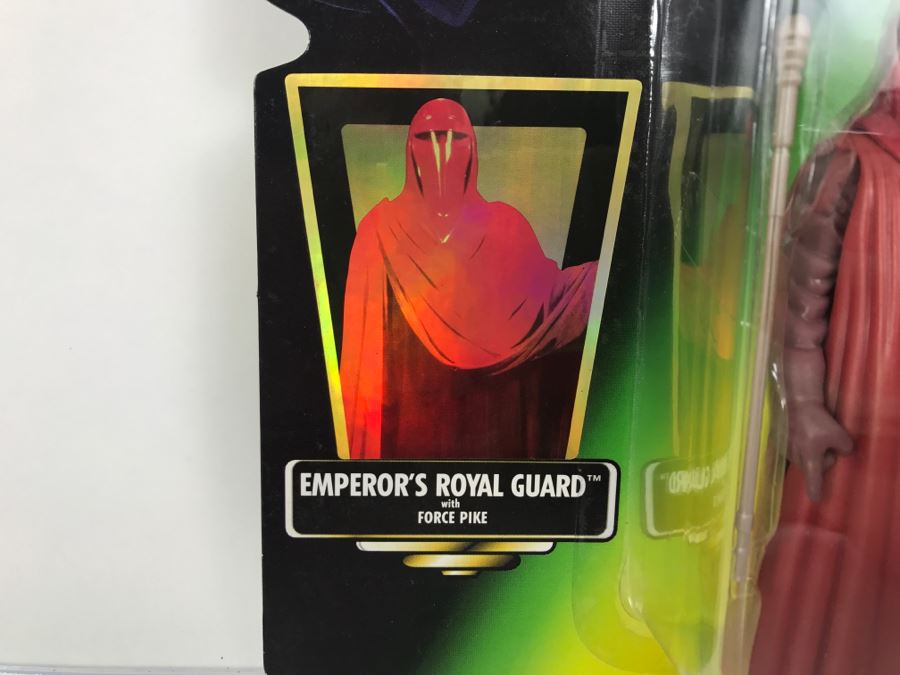 EMPEROR'S ROYAL GUARD™
with
FORCE PIKE